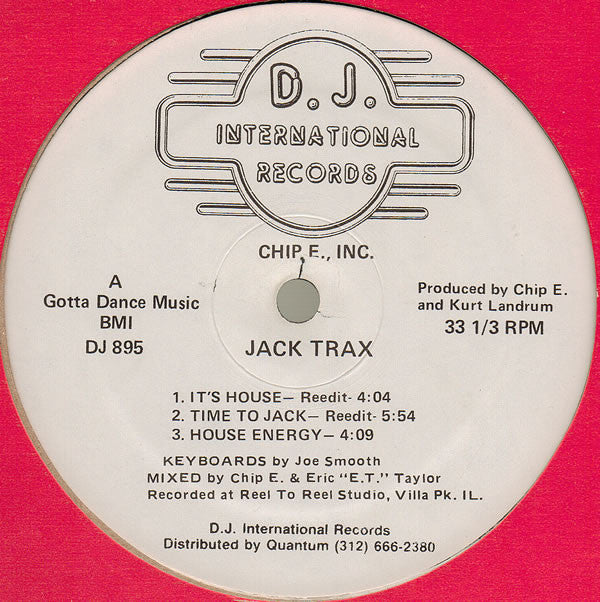 D. J.
INTERNATIONAL
RECORDS
CHIP E., INC.
A
Gotta Dance Music
BMI
DJ 895
Produced by Chip E.
and Kurt Landrum
33 1/3 RPM
JACK TRAX
1. IT'S HOUSE— Reedit- 4:04
2. TIME TO JACK— Reedit- 5:54
3. HOUSE ENERGY— 4:09
KEYBOARDS by Joe Smooth
MIXED by Chip E. & Eric "E.T." Taylor
Recorded at Reel To Reel Studio, Villa Pk. IL.
D.J. International Records
Distributed by Quantum (312) 666-2380